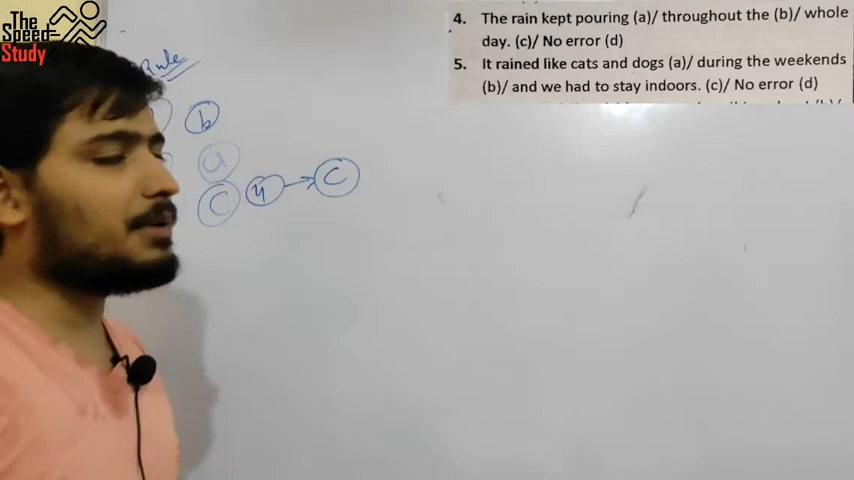 The
Speed
Study
Rule
b
a
C 4 → C
4. The rain kept pouring (a)/ throughout the (b)/ whole
day. (c)/ No error (d)
5. It rained like cats and dogs (a)/ during the weekends
(b)/ and we had to stay indoors. (c)/ No error (d)